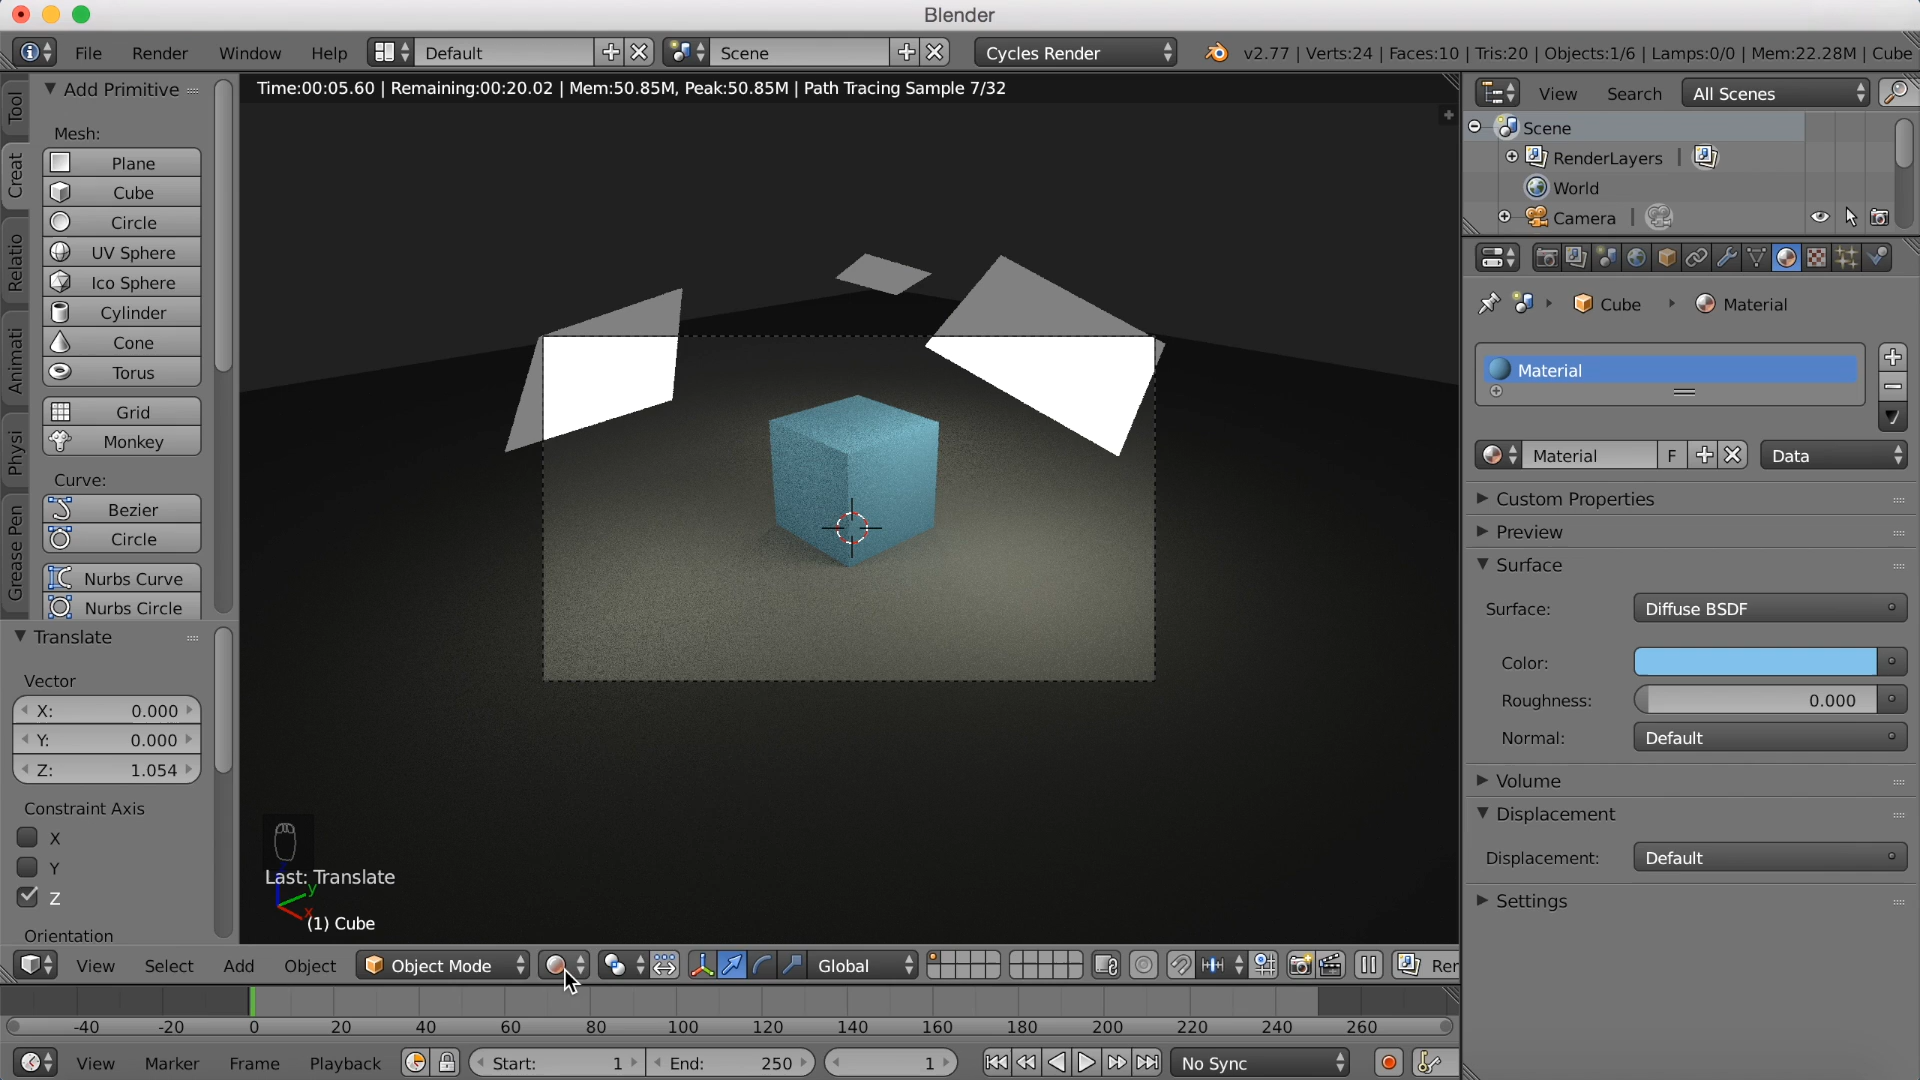 Blender
File Render Window Help Default Scene Cycles Render v2.77 | Verts:24 | Faces:10 | Tris:20 | Objects:1/6 | Lamps:0/0 | Mem:22.28M | Cube
Tool
Creat
Relatio
Animati
Physi
Grease Pen
Add Primitive
Mesh:
Plane
Cube
Circle
UV Sphere
Ico Sphere
Cylinder
Cone
Torus
Grid
Monkey
Curve:
Bezier
Circle
Nurbs Curve
Nurbs Circle
Translate
Vector
X: 0.000
Y: 0.000
Z: 1.054
Constraint Axis
X
Y
Z
Orientation
Time:00:05.60 | Remaining:00:20.02 | Mem:50.85M, Peak:50.85M | Path Tracing Sample 7/32
Last: Translate
y
x
(1) Cube
View Select Add Object Object Mode Global Ren
-40 -20 0 20 40 60 80 100 120 140 160 180 200 220 240 260
View Marker Frame Playback Start: 1 End: 250 1 No Sync
View Search All Scenes
Scene
RenderLayers |
World
Camera |
Cube Material
Material
Material F Data
Custom Properties
Preview
Surface
Surface: Diffuse BSDF
Color:
Roughness: 0.000
Normal: Default
Volume
Displacement
Displacement: Default
Settings